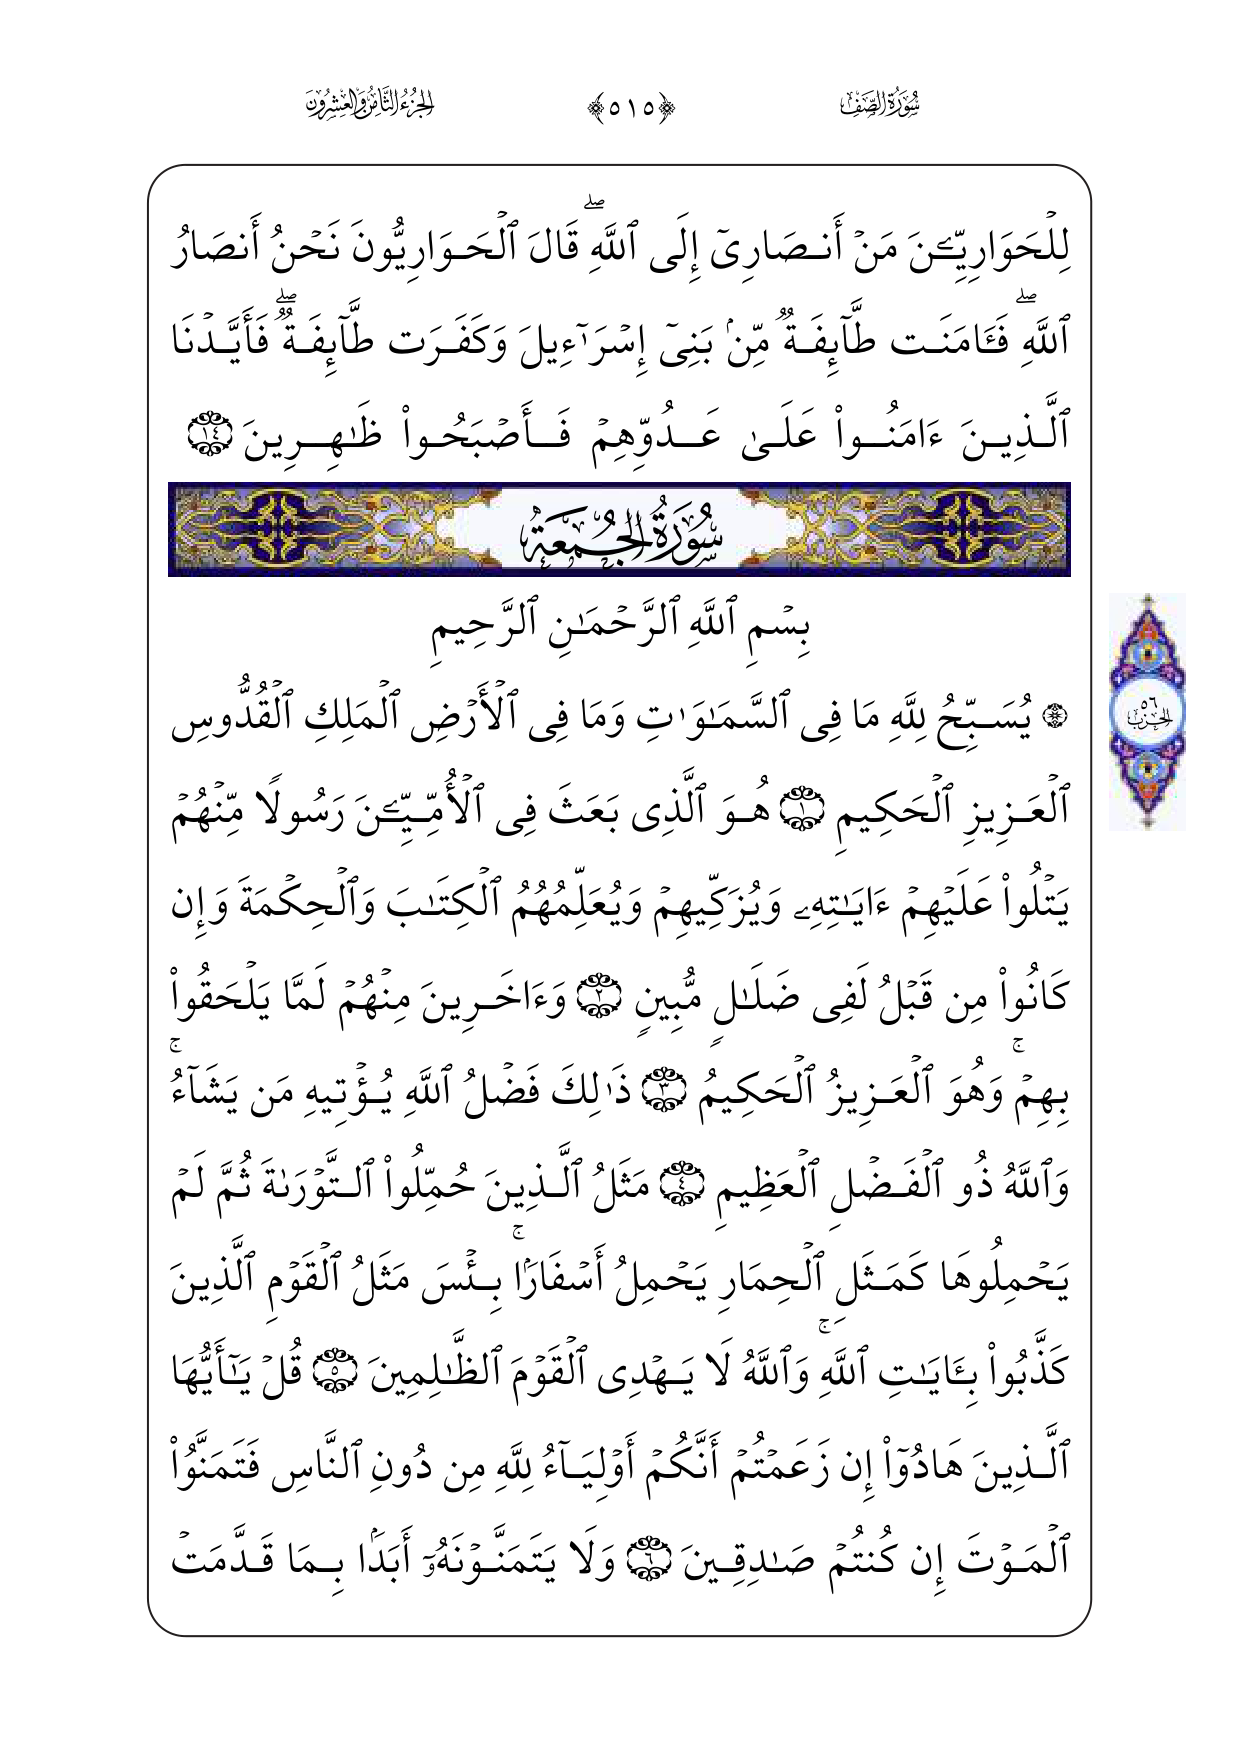 سُورَةُ الصَّفِّ ﴿٥١٥﴾ الجُزْءُ الثَّامِنُ وَالعِشْرُونَ
لِلۡحَوَارِيِّـۧنَ مَنۡ أَنصَارِيٓ إِلَى ٱللَّهِۖ قَالَ ٱلۡحَوَارِيُّونَ نَحۡنُ أَنصَارُ
ٱللَّهِۖ فَـَٔامَنَت طَّآئِفَةٞ مِّنۢ بَنِيٓ إِسۡرَٰٓءِيلَ وَكَفَرَت طَّآئِفَةٞۖ فَأَيَّدۡنَا
ٱلَّذِينَ ءَامَنُواْ عَلَىٰ عَدُوِّهِمۡ فَأَصۡبَحُواْ ظَٰهِرِينَ ١٤
سُورَةُ الجُمُعَةِ
بِسۡمِ ٱللَّهِ ٱلرَّحۡمَٰنِ ٱلرَّحِيمِ
۞ يُسَبِّحُ لِلَّهِ مَا فِي ٱلسَّمَٰوَٰتِ وَمَا فِي ٱلۡأَرۡضِ ٱلۡمَلِكِ ٱلۡقُدُّوسِ
ٱلۡعَزِيزِ ٱلۡحَكِيمِ ١ هُوَ ٱلَّذِي بَعَثَ فِي ٱلۡأُمِّيِّـۧنَ رَسُولٗا مِّنۡهُمۡ
يَتۡلُواْ عَلَيۡهِمۡ ءَايَٰتِهِۦ وَيُزَكِّيهِمۡ وَيُعَلِّمُهُمُ ٱلۡكِتَٰبَ وَٱلۡحِكۡمَةَ وَإِن
كَانُواْ مِن قَبۡلُ لَفِي ضَلَٰلٖ مُّبِينٖ ٢ وَءَاخَرِينَ مِنۡهُمۡ لَمَّا يَلۡحَقُواْ
بِهِمۡۚ وَهُوَ ٱلۡعَزِيزُ ٱلۡحَكِيمُ ٣ ذَٰلِكَ فَضۡلُ ٱللَّهِ يُؤۡتِيهِ مَن يَشَآءُۚ
وَٱللَّهُ ذُو ٱلۡفَضۡلِ ٱلۡعَظِيمِ ٤ مَثَلُ ٱلَّذِينَ حُمِّلُواْ ٱلتَّوۡرَىٰةَ ثُمَّ لَمۡ
يَحۡمِلُوهَا كَمَثَلِ ٱلۡحِمَارِ يَحۡمِلُ أَسۡفَارَۢاۚ بِئۡسَ مَثَلُ ٱلۡقَوۡمِ ٱلَّذِينَ
كَذَّبُواْ بِـَٔايَٰتِ ٱللَّهِۚ وَٱللَّهُ لَا يَهۡدِي ٱلۡقَوۡمَ ٱلظَّٰلِمِينَ ٥ قُلۡ يَٰٓأَيُّهَا
ٱلَّذِينَ هَادُوٓاْ إِن زَعَمۡتُمۡ أَنَّكُمۡ أَوۡلِيَآءُ لِلَّهِ مِن دُونِ ٱلنَّاسِ فَتَمَنَّوُاْ
ٱلۡمَوۡتَ إِن كُنتُمۡ صَٰدِقِينَ ٦ وَلَا يَتَمَنَّوۡنَهُۥٓ أَبَدَۢا بِمَا قَدَّمَتۡ
الحزب ٥٦